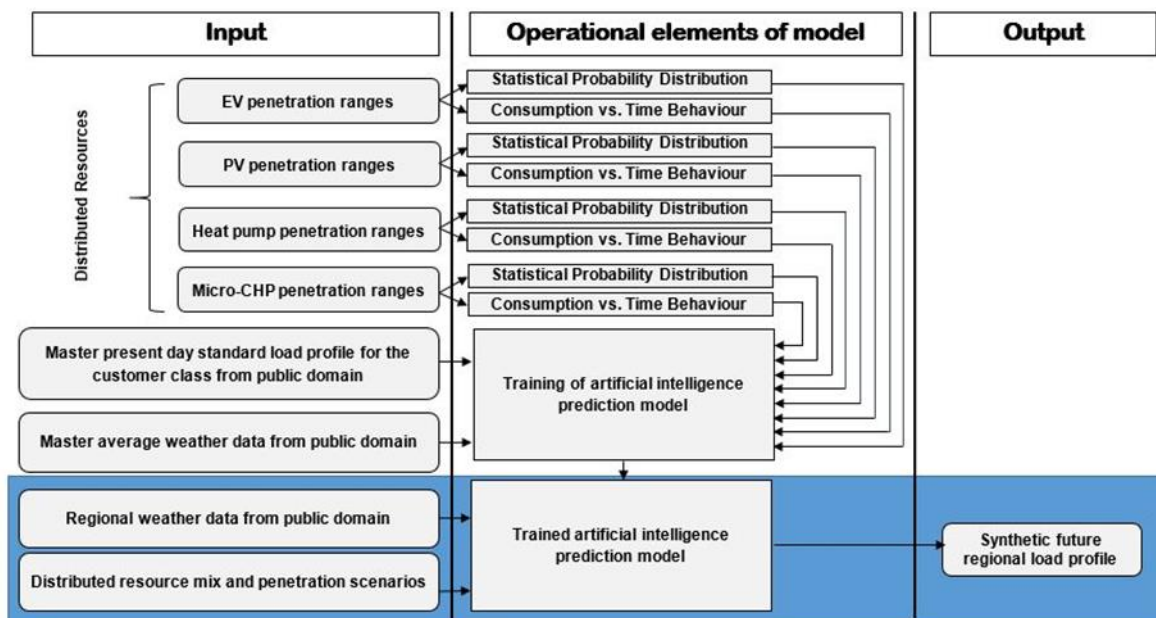 Input
Operational elements of model
Output
Distributed Resources
EV penetration ranges
Statistical Probability Distribution
Consumption vs. Time Behaviour
PV penetration ranges
Statistical Probability Distribution
Consumption vs. Time Behaviour
Heat pump penetration ranges
Statistical Probability Distribution
Consumption vs. Time Behaviour
Micro-CHP penetration ranges
Statistical Probability Distribution
Consumption vs. Time Behaviour
Master present day standard load profile for the
customer class from public domain
Master average weather data from public domain
Training of artificial intelligence
prediction model
Regional weather data from public domain
Distributed resource mix and penetration scenarios
Trained artificial intelligence
prediction model
Synthetic future
regional load profile